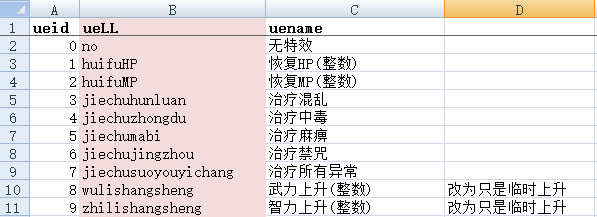 A B C D
1 ueid ueLL uename
2 0 no 无特效
3 1 huifuHP 恢复HP(整数)
4 2 huifuMP 恢复MP(整数)
5 3 jiechuhunluan 治疗混乱
6 4 jiechuzhongdu 治疗中毒
7 5 jiechumabi 治疗麻痹
8 6 jiechujingzhou 治疗禁咒
9 7 jiechusuoyouyichang 治疗所有异常
10 8 wulishangsheng 武力上升(整数) 改为只是临时上升
11 9 zhilishangsheng 智力上升(整数) 改为只是临时上升